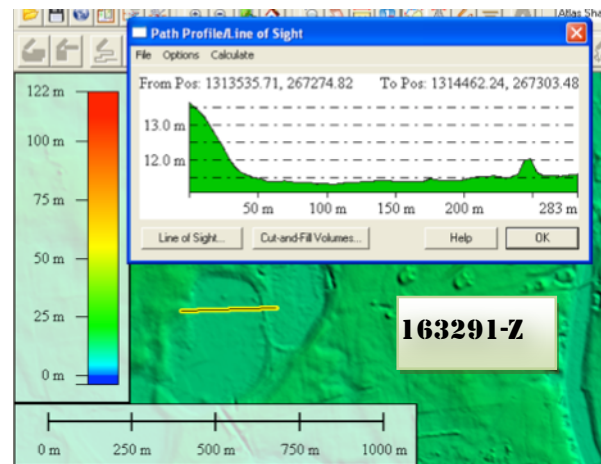 [ABas Sha
Path Profile/Line of Sight
File Options Calculate
From Pos: 1313535.71, 267274.82 To Pos: 1314462.24, 267303.48
13.0 m
12.0 m
50 m 100 m 150 m 200 m 283 m
Line of Sight... Cut-and-Fill Volumes... Help OK
122 m
100 m
75 m
50 m
25 m
0 m
163291-Z
0 m 250 m 500 m 750 m 1000 m